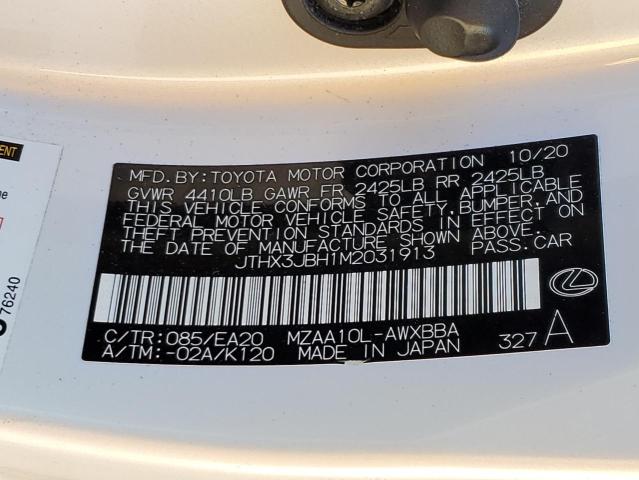 MFD.BY:TOYOTA MOTOR CORPORATION 10/20
GVWR 4410LB GAWR FR 2425LB RR 2425LB
THIS VEHICLE CONFORMS TO ALL APPLICABLE
FEDERAL MOTOR VEHICLE SAFETY,BUMPER,AND
THEFT PREVENTION STANDARDS IN EFFECT ON
THE DATE OF MANUFACTURE SHOWN ABOVE.
JTHX3JBH1M2031913 PASS.CAR
C/TR:085/EA20 MZAA10L-AWXBBA
A/TM:-02A/K120 MADE IN JAPAN 327 A
76240